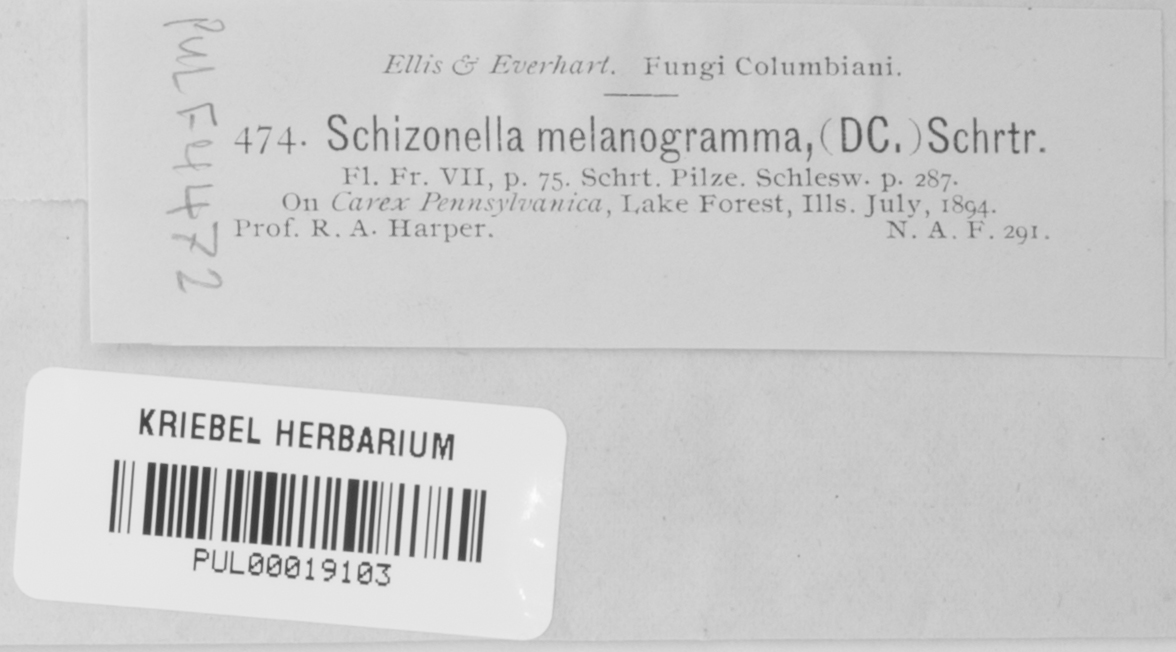 PUL F4472
Ellis & Everhart. Fungi Columbiani.
474. Schizonella melanogramma, (DC.) Schrtr.
Fl. Fr. VII, p. 75. Schrt. Pilze. Schlesw. p. 287.
On Carex Pennsylvanica, Lake Forest, Ills. July, 1894.
Prof. R. A. Harper. N. A. F. 291.
KRIEBEL HERBARIUM
PUL00019103